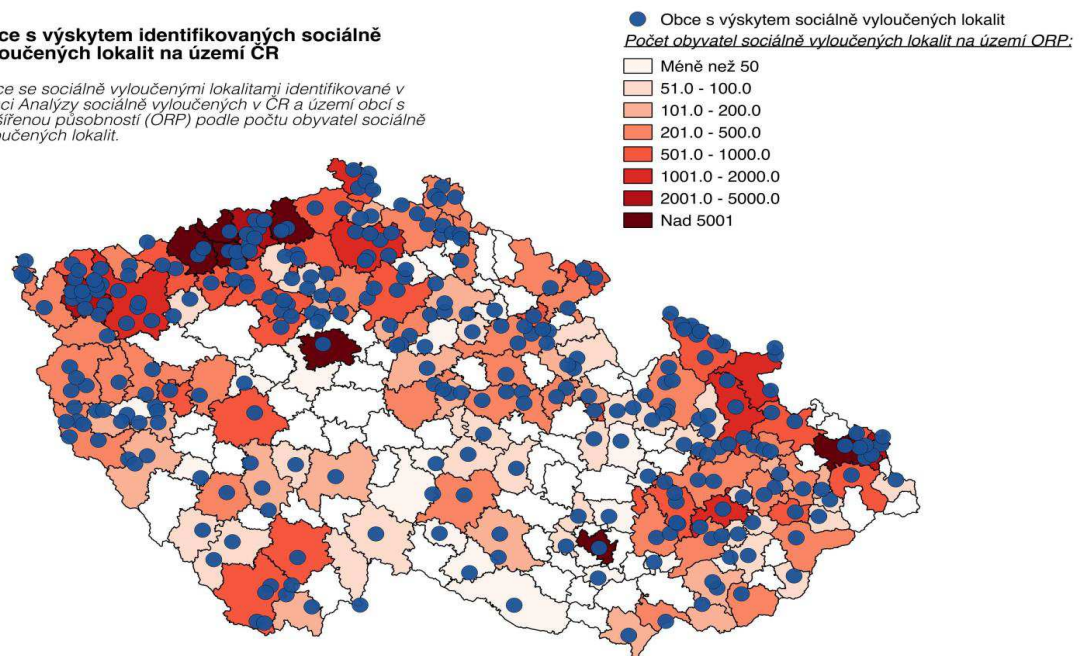 ce s výskytem identifikovaných sociálně
loučených lokalit na území ČR
ce se sociálně vyloučenými lokalitami identifikované v
ci Analýzy sociálně vyloučených v ČR a území obcí s
šířenou působností (ORP) podle počtu obyvatel sociálně
loučených lokalit.
Obce s výskytem sociálně vyloučených lokalit
Počet obyvatel sociálně vyloučených lokalit na území ORP:
Méně než 50
51.0 - 100.0
101.0 - 200.0
201.0 - 500.0
501.0 - 1000.0
1001.0 - 2000.0
2001.0 - 5000.0
Nad 5001